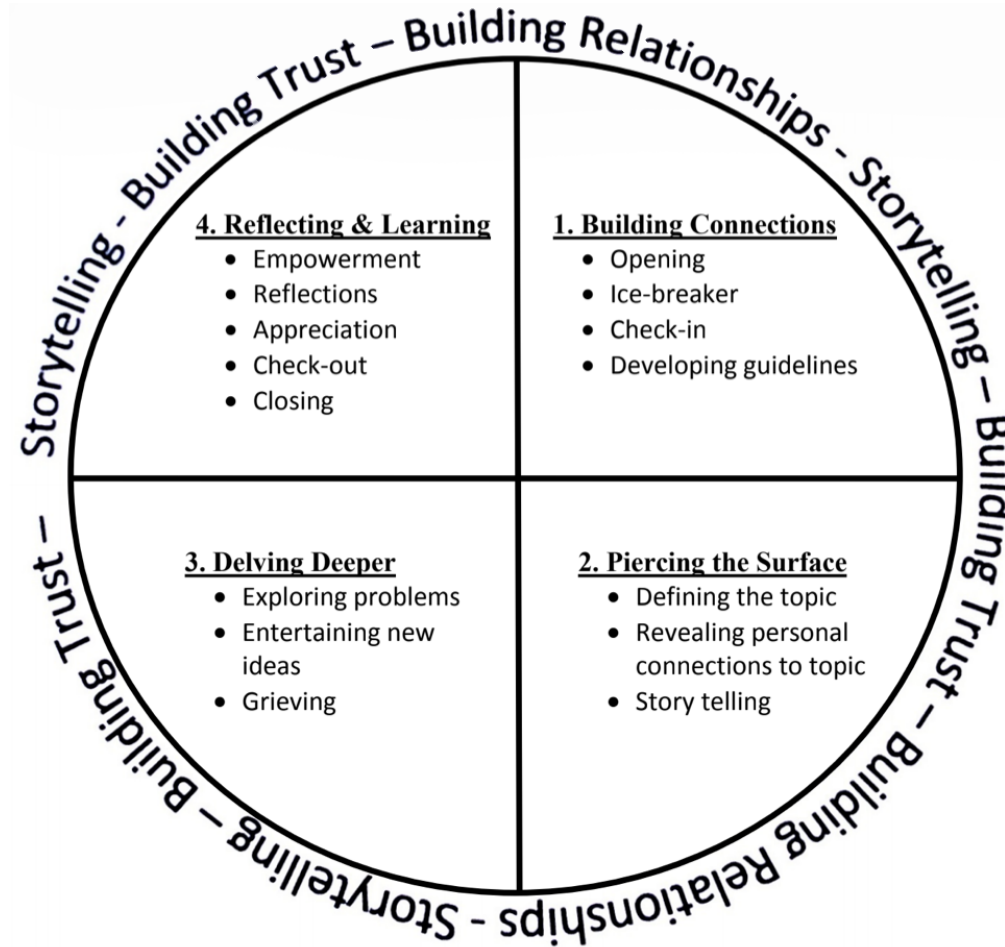 Storytelling - Building Trust – Building Relationships - Storytelling – Building Trust – Building Relationships - Storytelling – Building Trust –
4. Reflecting & Learning
• Empowerment
• Reflections
• Appreciation
• Check-out
• Closing
1. Building Connections
• Opening
• Ice-breaker
• Check-in
• Developing guidelines
3. Delving Deeper
• Exploring problems
• Entertaining new
ideas
• Grieving
2. Piercing the Surface
• Defining the topic
• Revealing personal
connections to topic
• Story telling